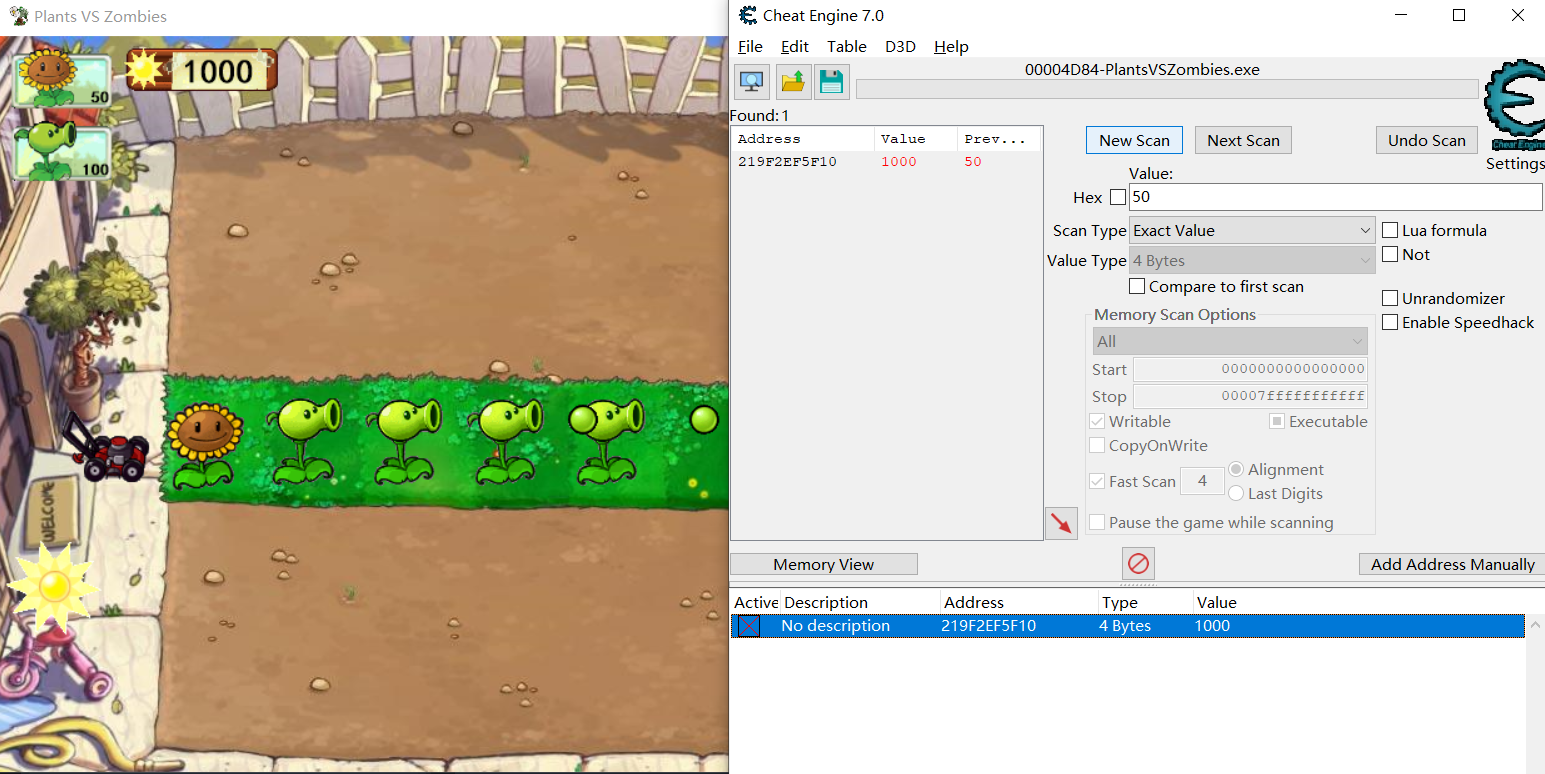 Plants VS Zombies
50
1000
100
WELCOME
Cheat Engine 7.0
File Edit Table D3D Help
00004D84-PlantsVSZombies.exe
Found: 1
Address Value Prev...
219F2EF5F10 1000 50
New Scan Next Scan Undo Scan
Cheat Engine
Settings
Value:
Hex 50
Scan Type Exact Value
Lua formula
Value Type 4 Bytes
Not
Compare to first scan
Unrandomizer
Memory Scan Options
Enable Speedhack
All
Start 0000000000000000
Stop 00007fffffffffff
Writable Executable
CopyOnWrite
Fast Scan 4 Alignment
Last Digits
Pause the game while scanning
Memory View
Add Address Manually
Active Description Address Type Value
No description 219F2EF5F10 4 Bytes 1000